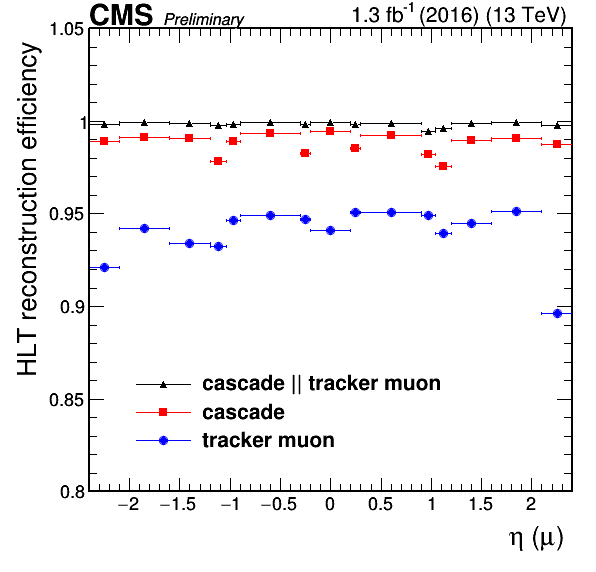 CMS Preliminary 1.3 fb⁻¹ (2016) (13 TeV)
HLT reconstruction efficiency
1.05
1
0.95
0.9
0.85
0.8
cascade || tracker muon
cascade
tracker muon
−2 −1.5 −1 −0.5 0 0.5 1 1.5 2
η (μ)